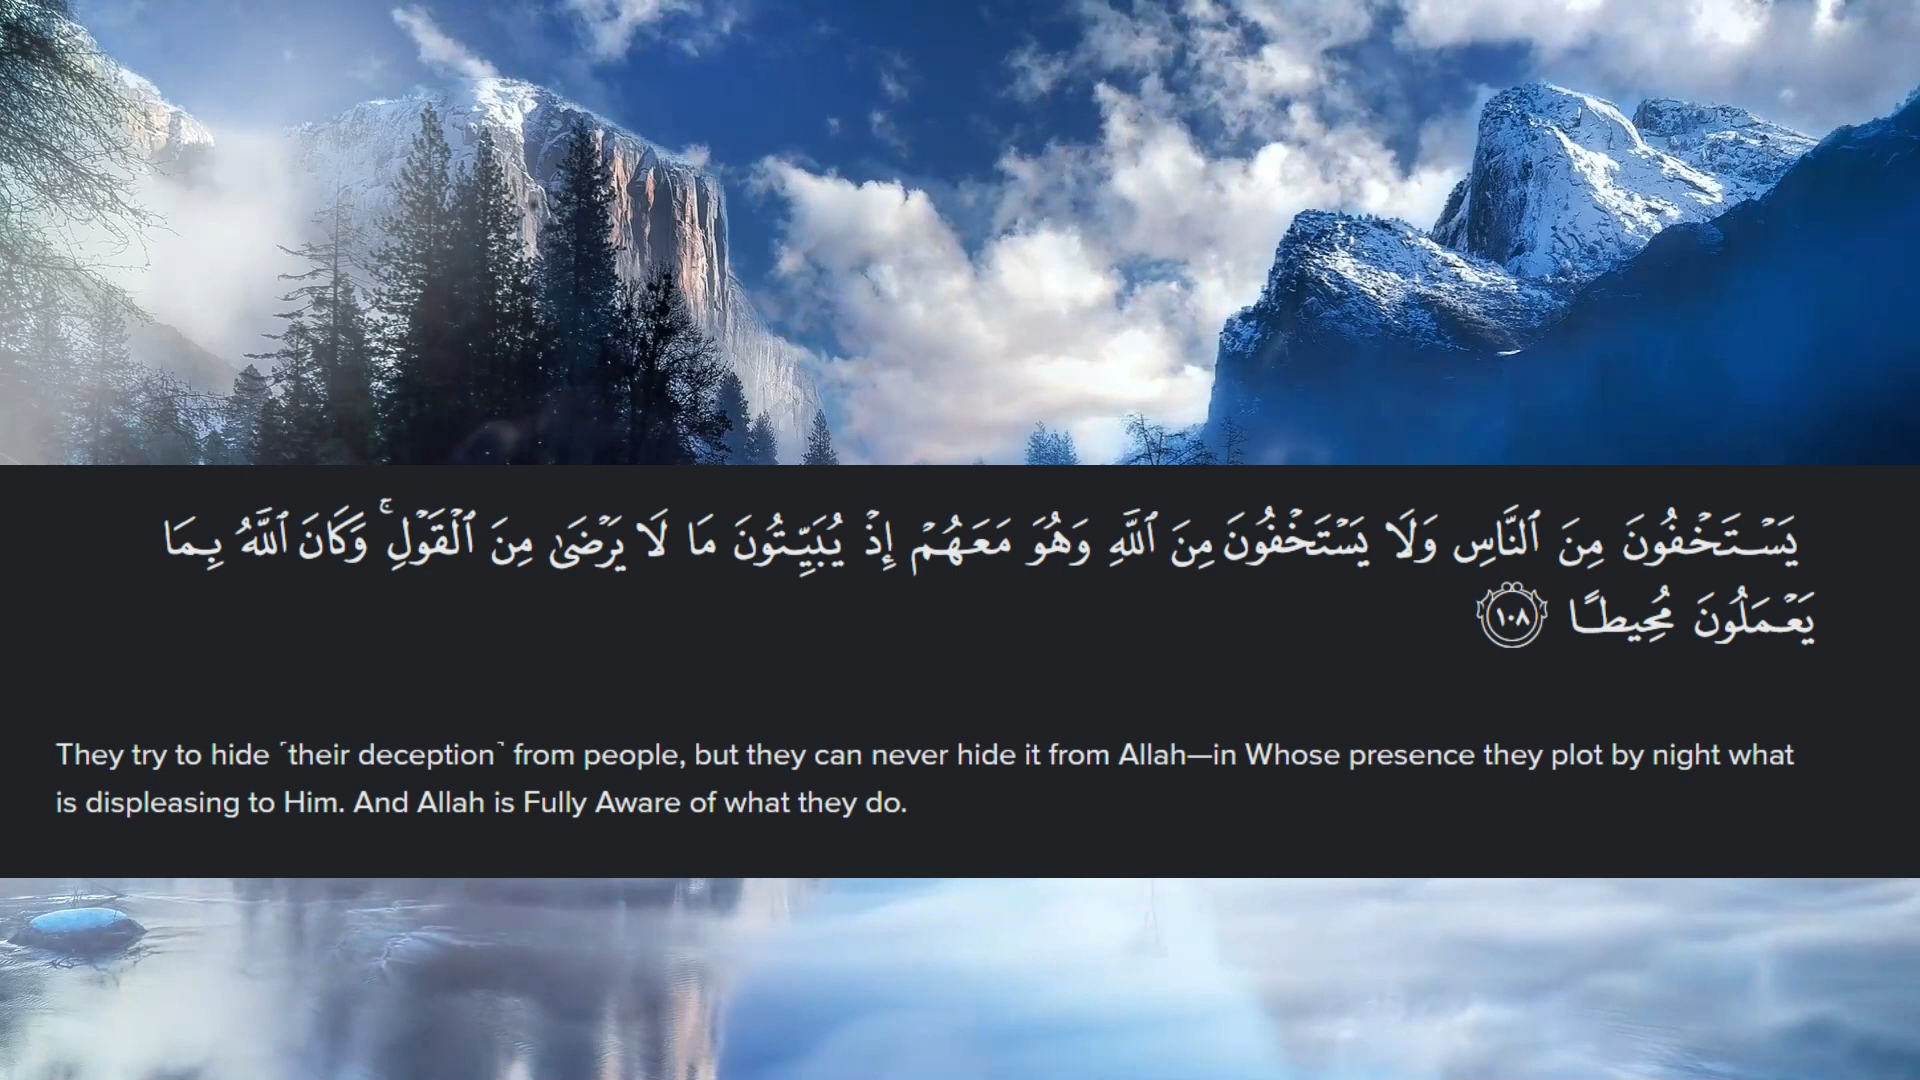 يَسۡتَخۡفُونَ مِنَ ٱلنَّاسِ وَلَا يَسۡتَخۡفُونَ مِنَ ٱللَّهِ وَهُوَ مَعَهُمۡ إِذۡ يُبَيِّتُونَ مَا لَا يَرۡضَىٰ مِنَ ٱلۡقَوۡلِۚ وَكَانَ ٱللَّهُ بِمَا
يَعۡمَلُونَ مُحِيطًا ١٠٨
They try to hide ˹their deception˺ from people, but they can never hide it from Allah—in Whose presence they plot by night what
is displeasing to Him. And Allah is Fully Aware of what they do.